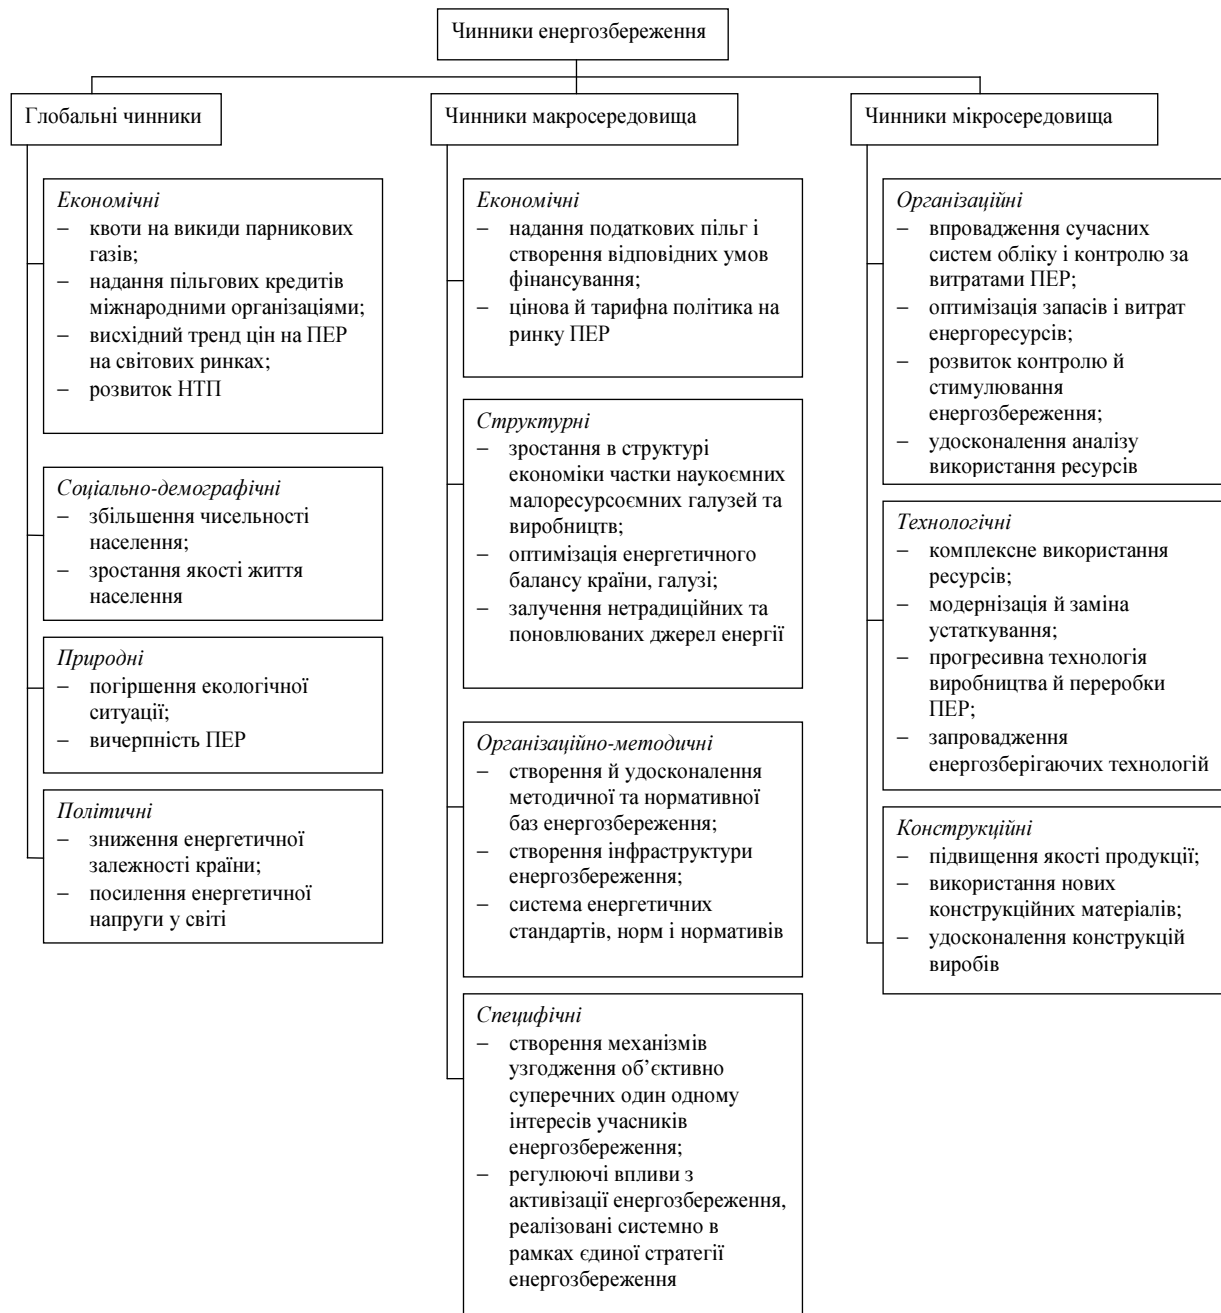 Чинники енергозбереження
Глобальні чинники
Економічні
– квоти на викиди парникових
газів;
– надання пільгових кредитів
міжнародними організаціями;
– висхідний тренд цін на ПЕР
на світових ринках;
– розвиток НТП
Соціально-демографічні
– збільшення чисельності
населення;
– зростання якості життя
населення
Природні
– погіршення екологічної
ситуації;
– вичерпність ПЕР
Політичні
– зниження енергетичної
залежності країни;
– посилення енергетичної
напруги у світі
Чинники макросередовища
Економічні
– надання податкових пільг і
створення відповідних умов
фінансування;
– цінова й тарифна політика на
ринку ПЕР
Структурні
– зростання в структурі
економіки частки наукоємних
малоресурсоємних галузей та
виробництв;
– оптимізація енергетичного
балансу країни, галузі;
– залучення нетрадиційних та
поновлюваних джерел енергії
Організаційно-методичні
– створення й удосконалення
методичної та нормативної
баз енергозбереження;
– створення інфраструктури
енергозбереження;
– система енергетичних
стандартів, норм і нормативів
Специфічні
– створення механізмів
узгодження об’єктивно
суперечних один одному
інтересів учасників
енергозбереження;
– регулюючі впливи з
активізації енергозбереження,
реалізовані системно в
рамках єдиної стратегії
енергозбереження
Чинники мікросередовища
Організаційні
– впровадження сучасних
систем обліку і контролю за
витратами ПЕР;
– оптимізація запасів і витрат
енергоресурсів;
– розвиток контролю й
стимулювання
енергозбереження;
– удосконалення аналізу
використання ресурсів
Технологічні
– комплексне використання
ресурсів;
– модернізація й заміна
устаткування;
– прогресивна технологія
виробництва й переробки
ПЕР;
– запровадження
енергозберігаючих технологій
Конструкційні
– підвищення якості продукції;
– використання нових
конструкційних матеріалів;
– удосконалення конструкцій
виробів